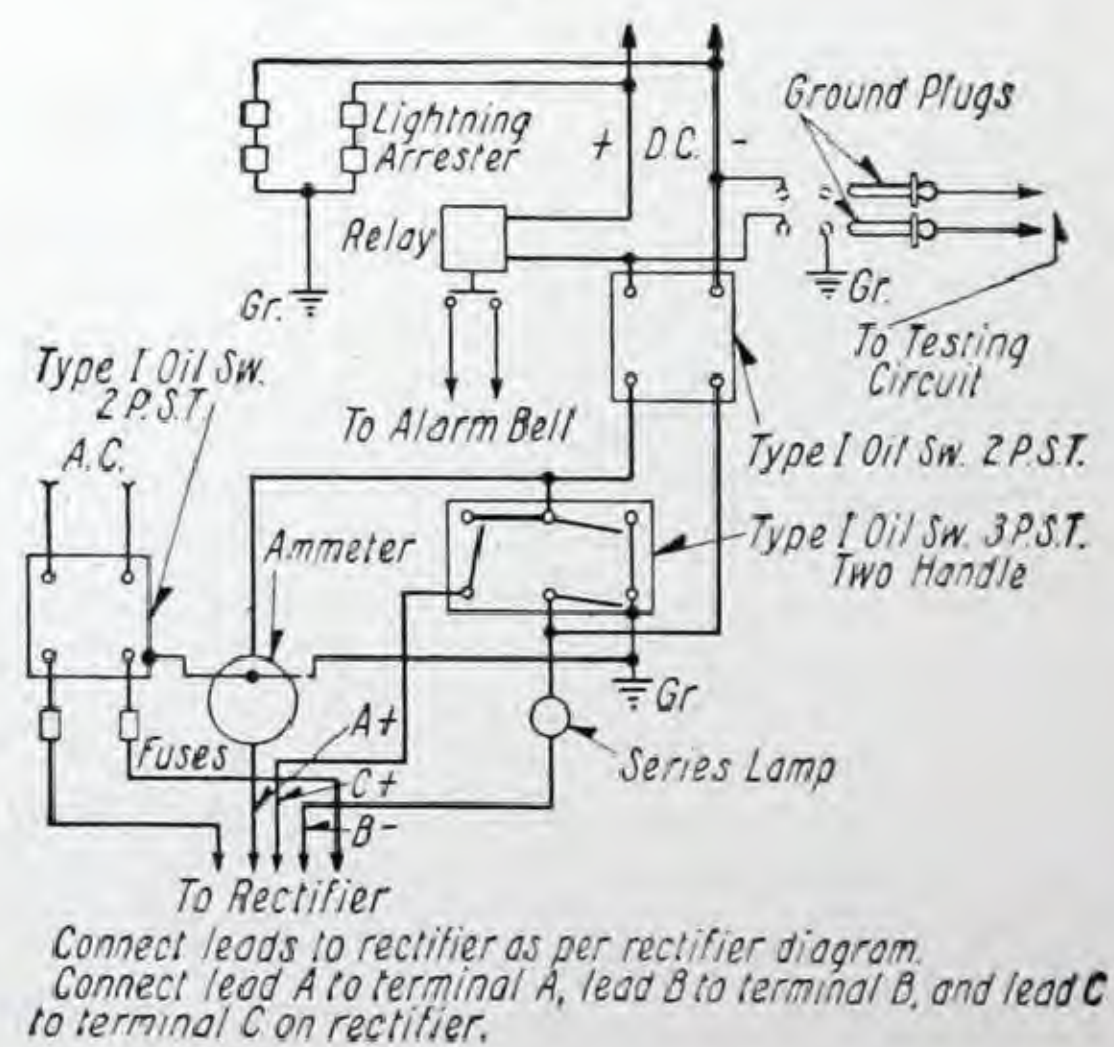 Ground Plugs
Lightning
Arrester
+ D.C. -
Relay
Gr.
Gr.
To Testing
Circuit
Type I Oil Sw.
2 P.S.T
To Alarm Bell
Type I Oil Sw. 2 P.S.T.
A.C.
Ammeter
Type I Oil Sw. 3 P.S.T.
Two Handle
Gr
A+
Fuses
Series Lamp
C+
B-
To Rectifier
Connect leads to rectifier as per rectifier diagram.
Connect lead A to terminal A, lead B to terminal B, and lead C
to terminal C on rectifier.